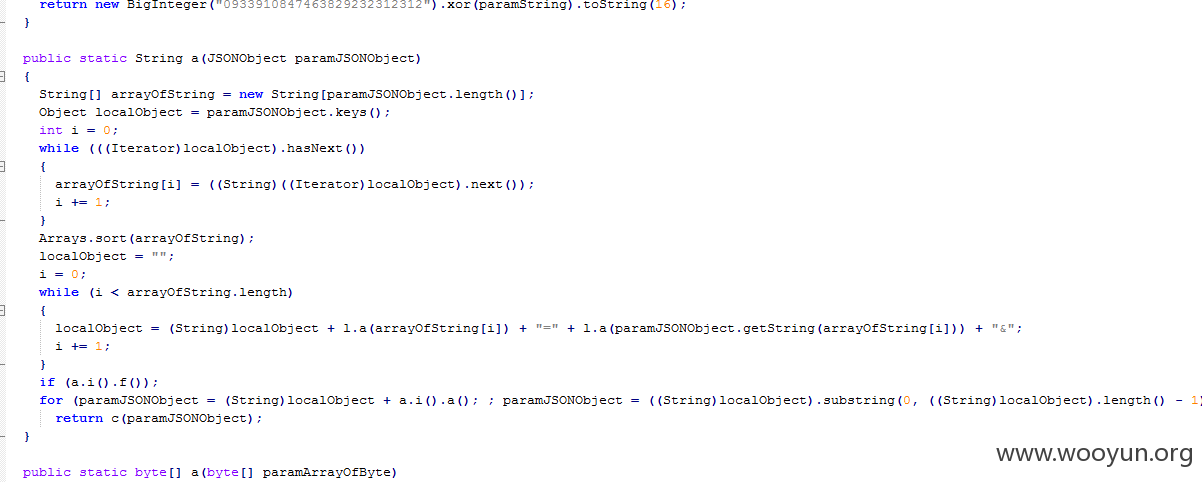 return new BigInteger("0933910847463829232312312").xor(paramString).toString(16);
}
public static String a(JSONObject paramJSONObject)
{
String[] arrayOfString = new String[paramJSONObject.length()];
Object localObject = paramJSONObject.keys();
int i = 0;
while (((Iterator)localObject).hasNext())
{
arrayOfString[i] = ((String)((Iterator)localObject).next());
i += 1;
}
Arrays.sort(arrayOfString);
localObject = "";
i = 0;
while (i < arrayOfString.length)
{
localObject = (String)localObject + l.a(arrayOfString[i]) + "=" + l.a(paramJSONObject.getString(arrayOfString[i])) + "&";
i += 1;
}
if (a.i().f());
for (paramJSONObject = (String)localObject + a.i().a(); ; paramJSONObject = ((String)localObject).substring(0, ((String)localObject).length() - 1)
return c(paramJSONObject);
}
www.wooyun.org
public static byte[] a(byte[] paramArrayOfByte)